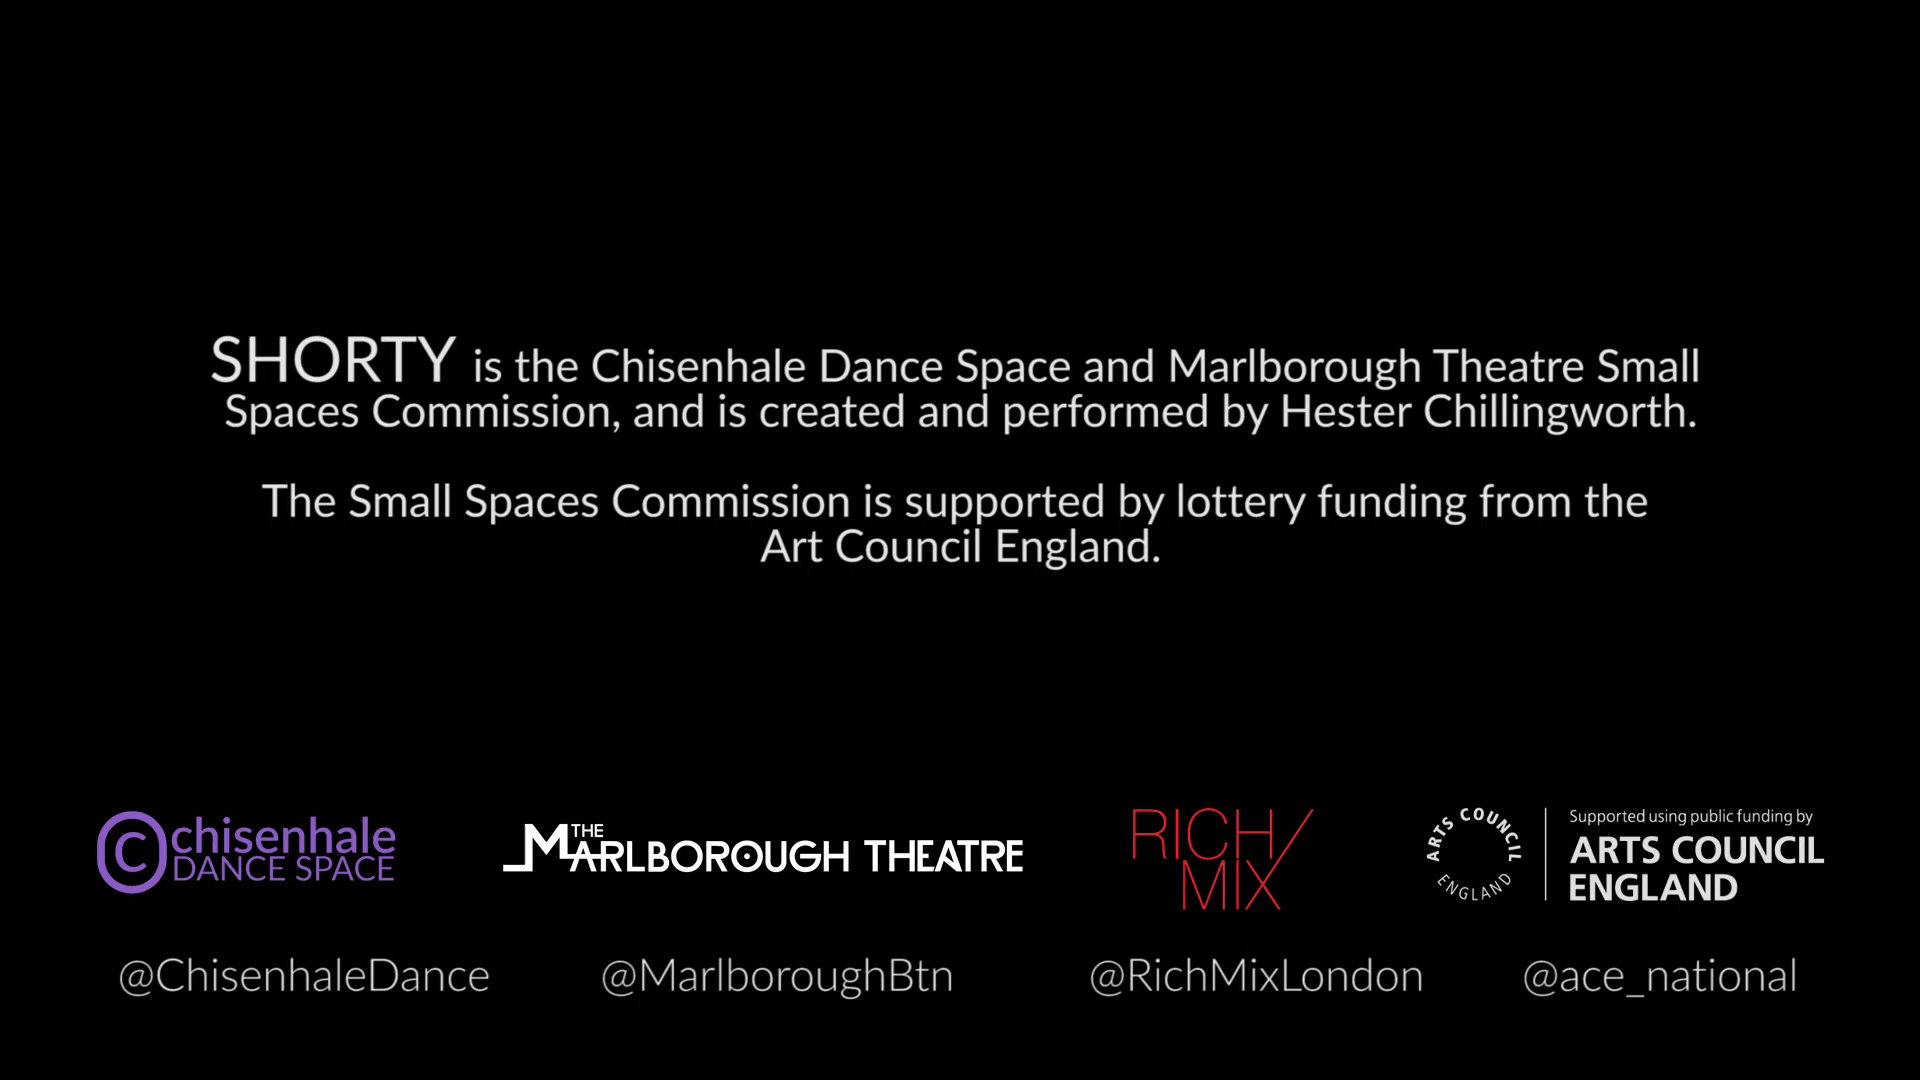 SHORTY is the Chisenhale Dance Space and Marlborough Theatre Small
Spaces Commission, and is created and performed by Hester Chillingworth.
The Small Spaces Commission is supported by lottery funding from the
Art Council England.
©chisenhale
DANCE SPACE
THE
MARLBOROUGH THEATRE
RICH/
MIX
ARTS COUNCIL
ENGLAND
Supported using public funding by
ARTS COUNCIL
ENGLAND
@ChisenhaleDance
@MarlboroughBtn
@RichMixLondon
@ace_national